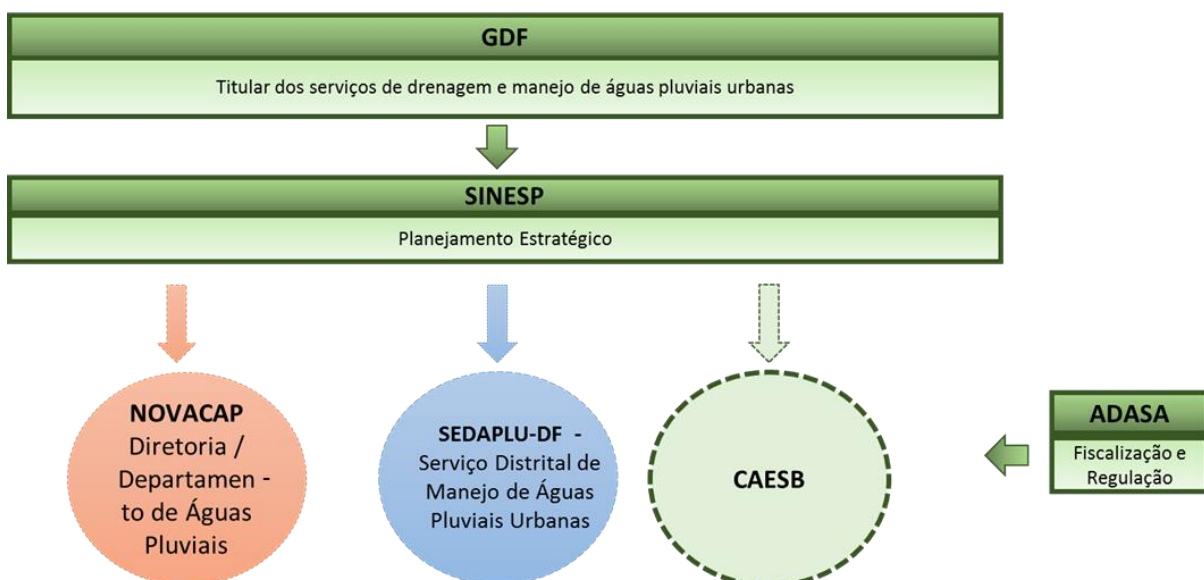 GDF
Titular dos serviços de drenagem e manejo de águas pluviais urbanas
SINESP
Planejamento Estratégico
NOVACAP
Diretoria /
Departamen -
to de Águas
Pluviais
SEDAPLU-DF -
Serviço Distrital de
Manejo de Águas
Pluviais Urbanas
CAESB
ADASA
Fiscalização e
Regulação